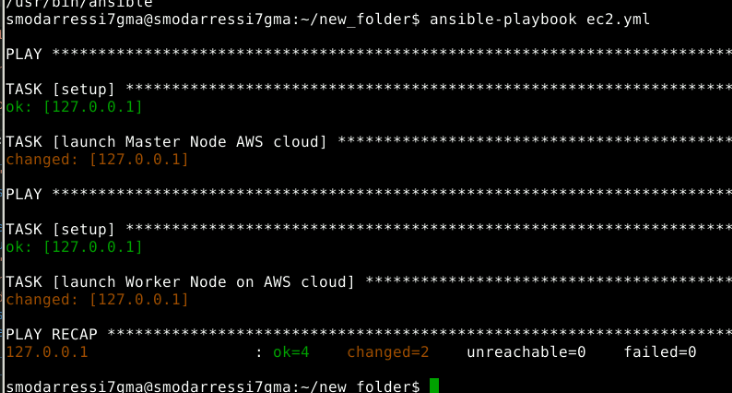 /usr/bin/ansible
smodarressi7gma@smodarressi7gma:~/new_folder$ ansible-playbook ec2.yml
PLAY ***************************************************************************
TASK [setup] *******************************************************************
ok: [127.0.0.1]
TASK [launch Master Node AWS cloud] ********************************************
changed: [127.0.0.1]
PLAY ***************************************************************************
TASK [setup] *******************************************************************
ok: [127.0.0.1]
TASK [launch Worker Node on AWS cloud] *****************************************
changed: [127.0.0.1]
PLAY RECAP *********************************************************************
127.0.0.1                  : ok=4    changed=2    unreachable=0    failed=0
smodarressi7gma@smodarressi7gma:~/new_folder$